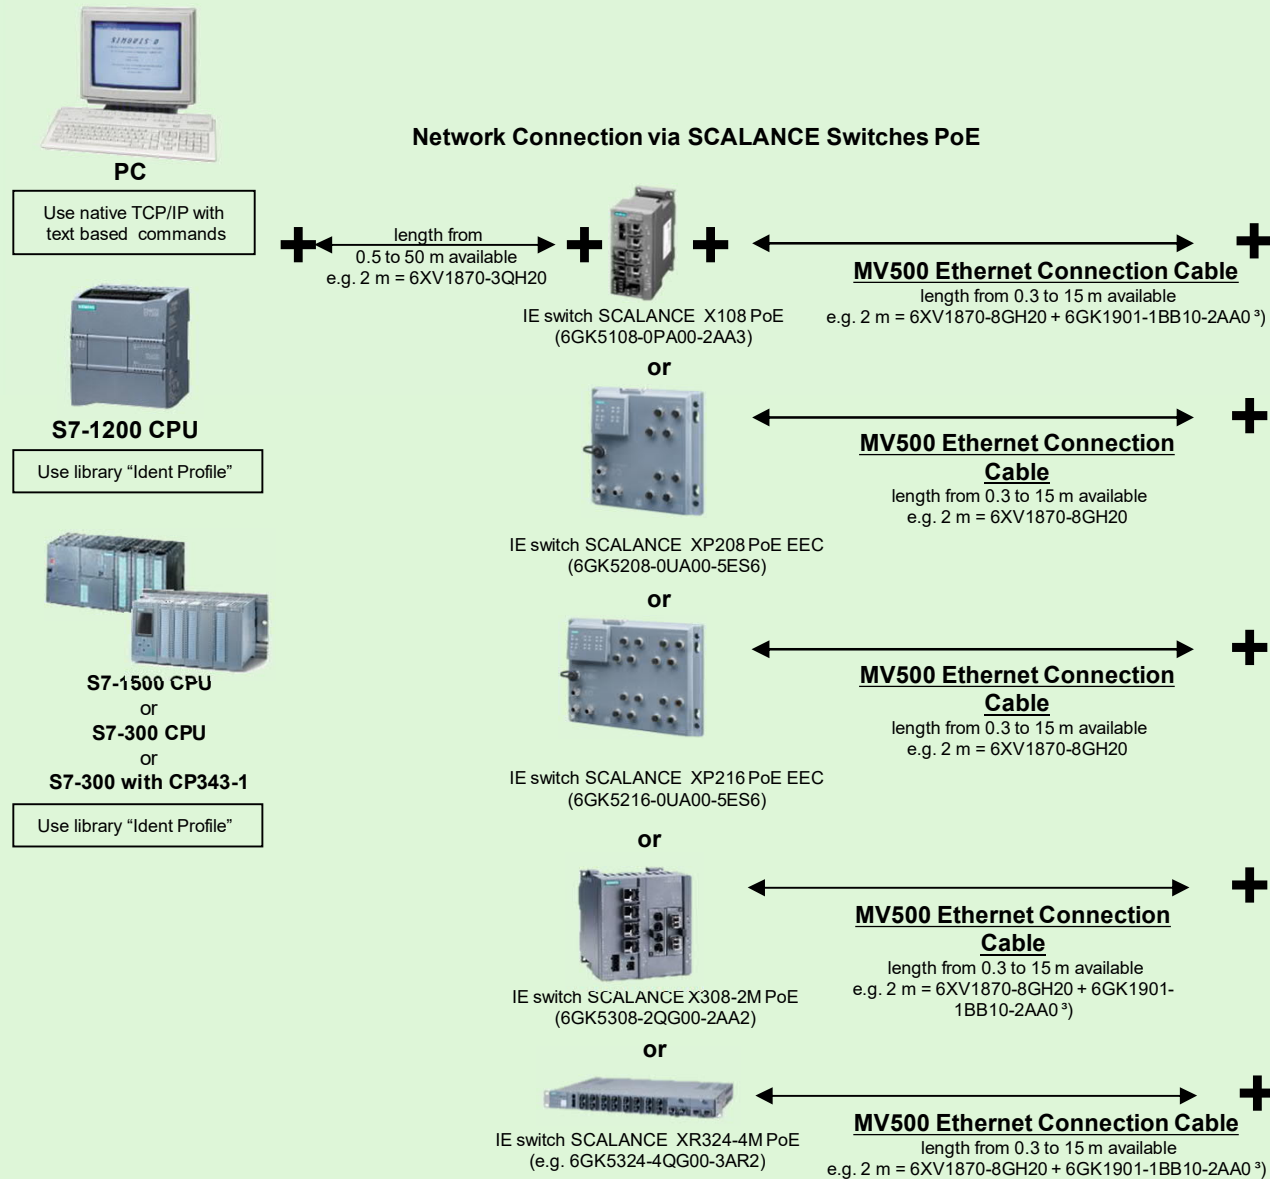 SIMODIS-D
PC
Use native TCP/IP with
text based commands
S7-1200 CPU
Use library “Ident Profile”
S7-1500 CPU
or
S7-300 CPU
or
S7-300 with CP343-1
Use library “Ident Profile”
Network Connection via SCALANCE Switches PoE
length from
0.5 to 50 m available
e.g. 2 m = 6XV1870-3QH20
IE switch SCALANCE X108 PoE
(6GK5108-0PA00-2AA3)
or
IE switch SCALANCE XP208 PoE EEC
(6GK5208-0UA00-5ES6)
or
IE switch SCALANCE XP216 PoE EEC
(6GK5216-0UA00-5ES6)
or
IE switch SCALANCE X308-2M PoE
(6GK5308-2QG00-2AA2)
or
IE switch SCALANCE XR324-4M PoE
(e.g. 6GK5324-4QG00-3AR2)
MV500 Ethernet Connection Cable
length from 0.3 to 15 m available
e.g. 2 m = 6XV1870-8GH20 + 6GK1901-1BB10-2AA0 ³)
MV500 Ethernet Connection
Cable
length from 0.3 to 15 m available
e.g. 2 m = 6XV1870-8GH20
MV500 Ethernet Connection
Cable
length from 0.3 to 15 m available
e.g. 2 m = 6XV1870-8GH20
MV500 Ethernet Connection
Cable
length from 0.3 to 15 m available
e.g. 2 m = 6XV1870-8GH20 + 6GK1901-
1BB10-2AA0 ³)
MV500 Ethernet Connection Cable
length from 0.3 to 15 m available
e.g. 2 m = 6XV1870-8GH20 + 6GK1901-1BB10-2AA0 ³)